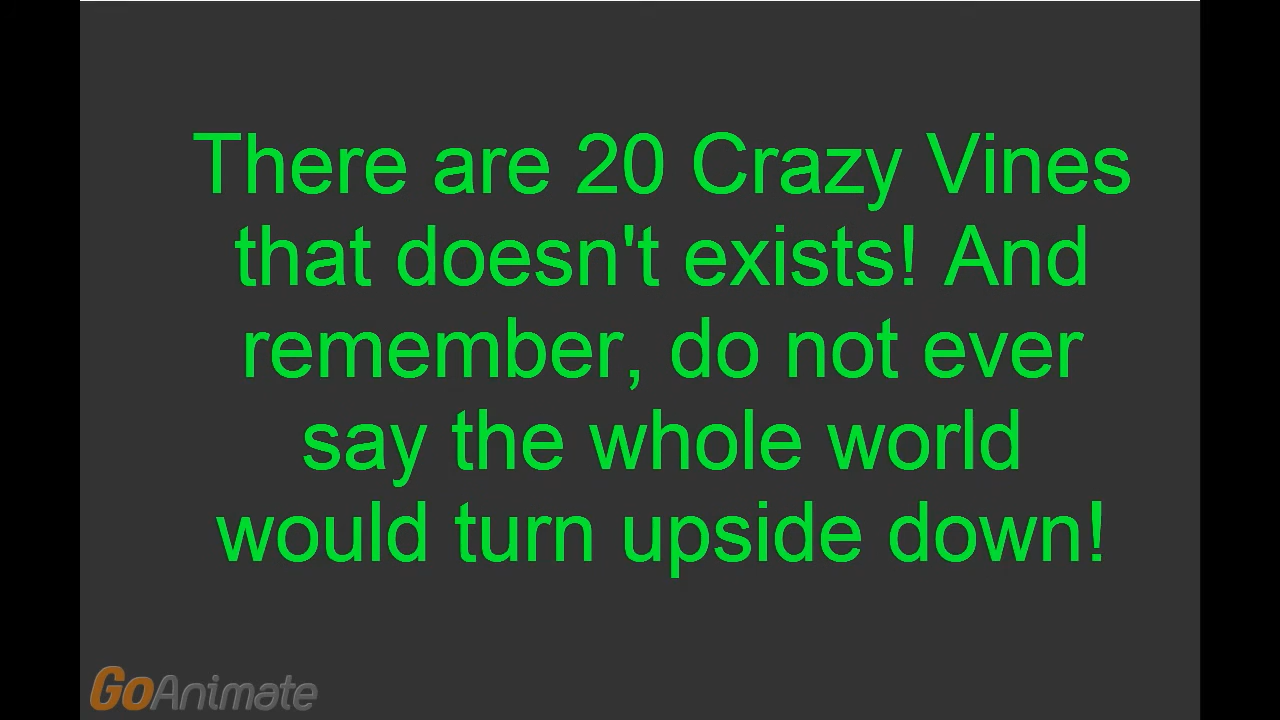 There are 20 Crazy Vines
that doesn't exists! And
remember, do not ever
say the whole world
would turn upside down!
GoAnimate